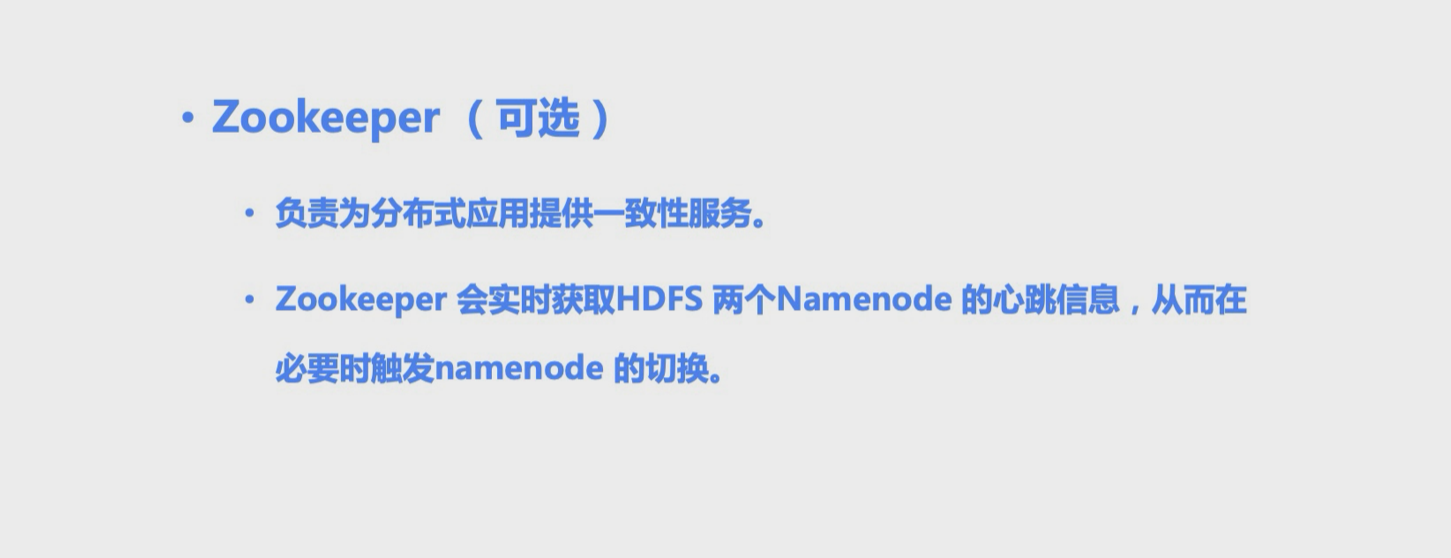 • Zookeeper （可选）
• 负责为分布式应用提供一致性服务。
• Zookeeper 会实时获取HDFS 两个Namenode 的心跳信息，从而在
必要时触发namenode 的切换。